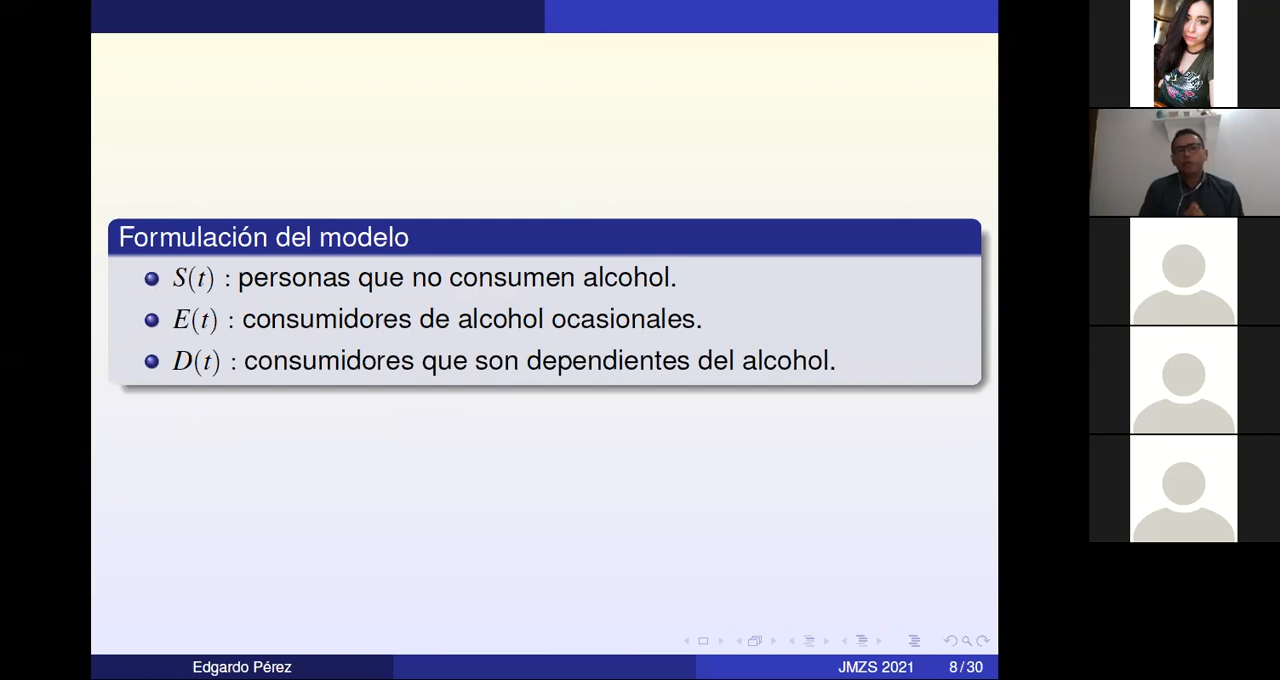 Formulación del modelo
S(t) : personas que no consumen alcohol.
E(t) : consumidores de alcohol ocasionales.
D(t) : consumidores que son dependientes del alcohol.
Edgardo Pérez JMZS 2021 8 / 30